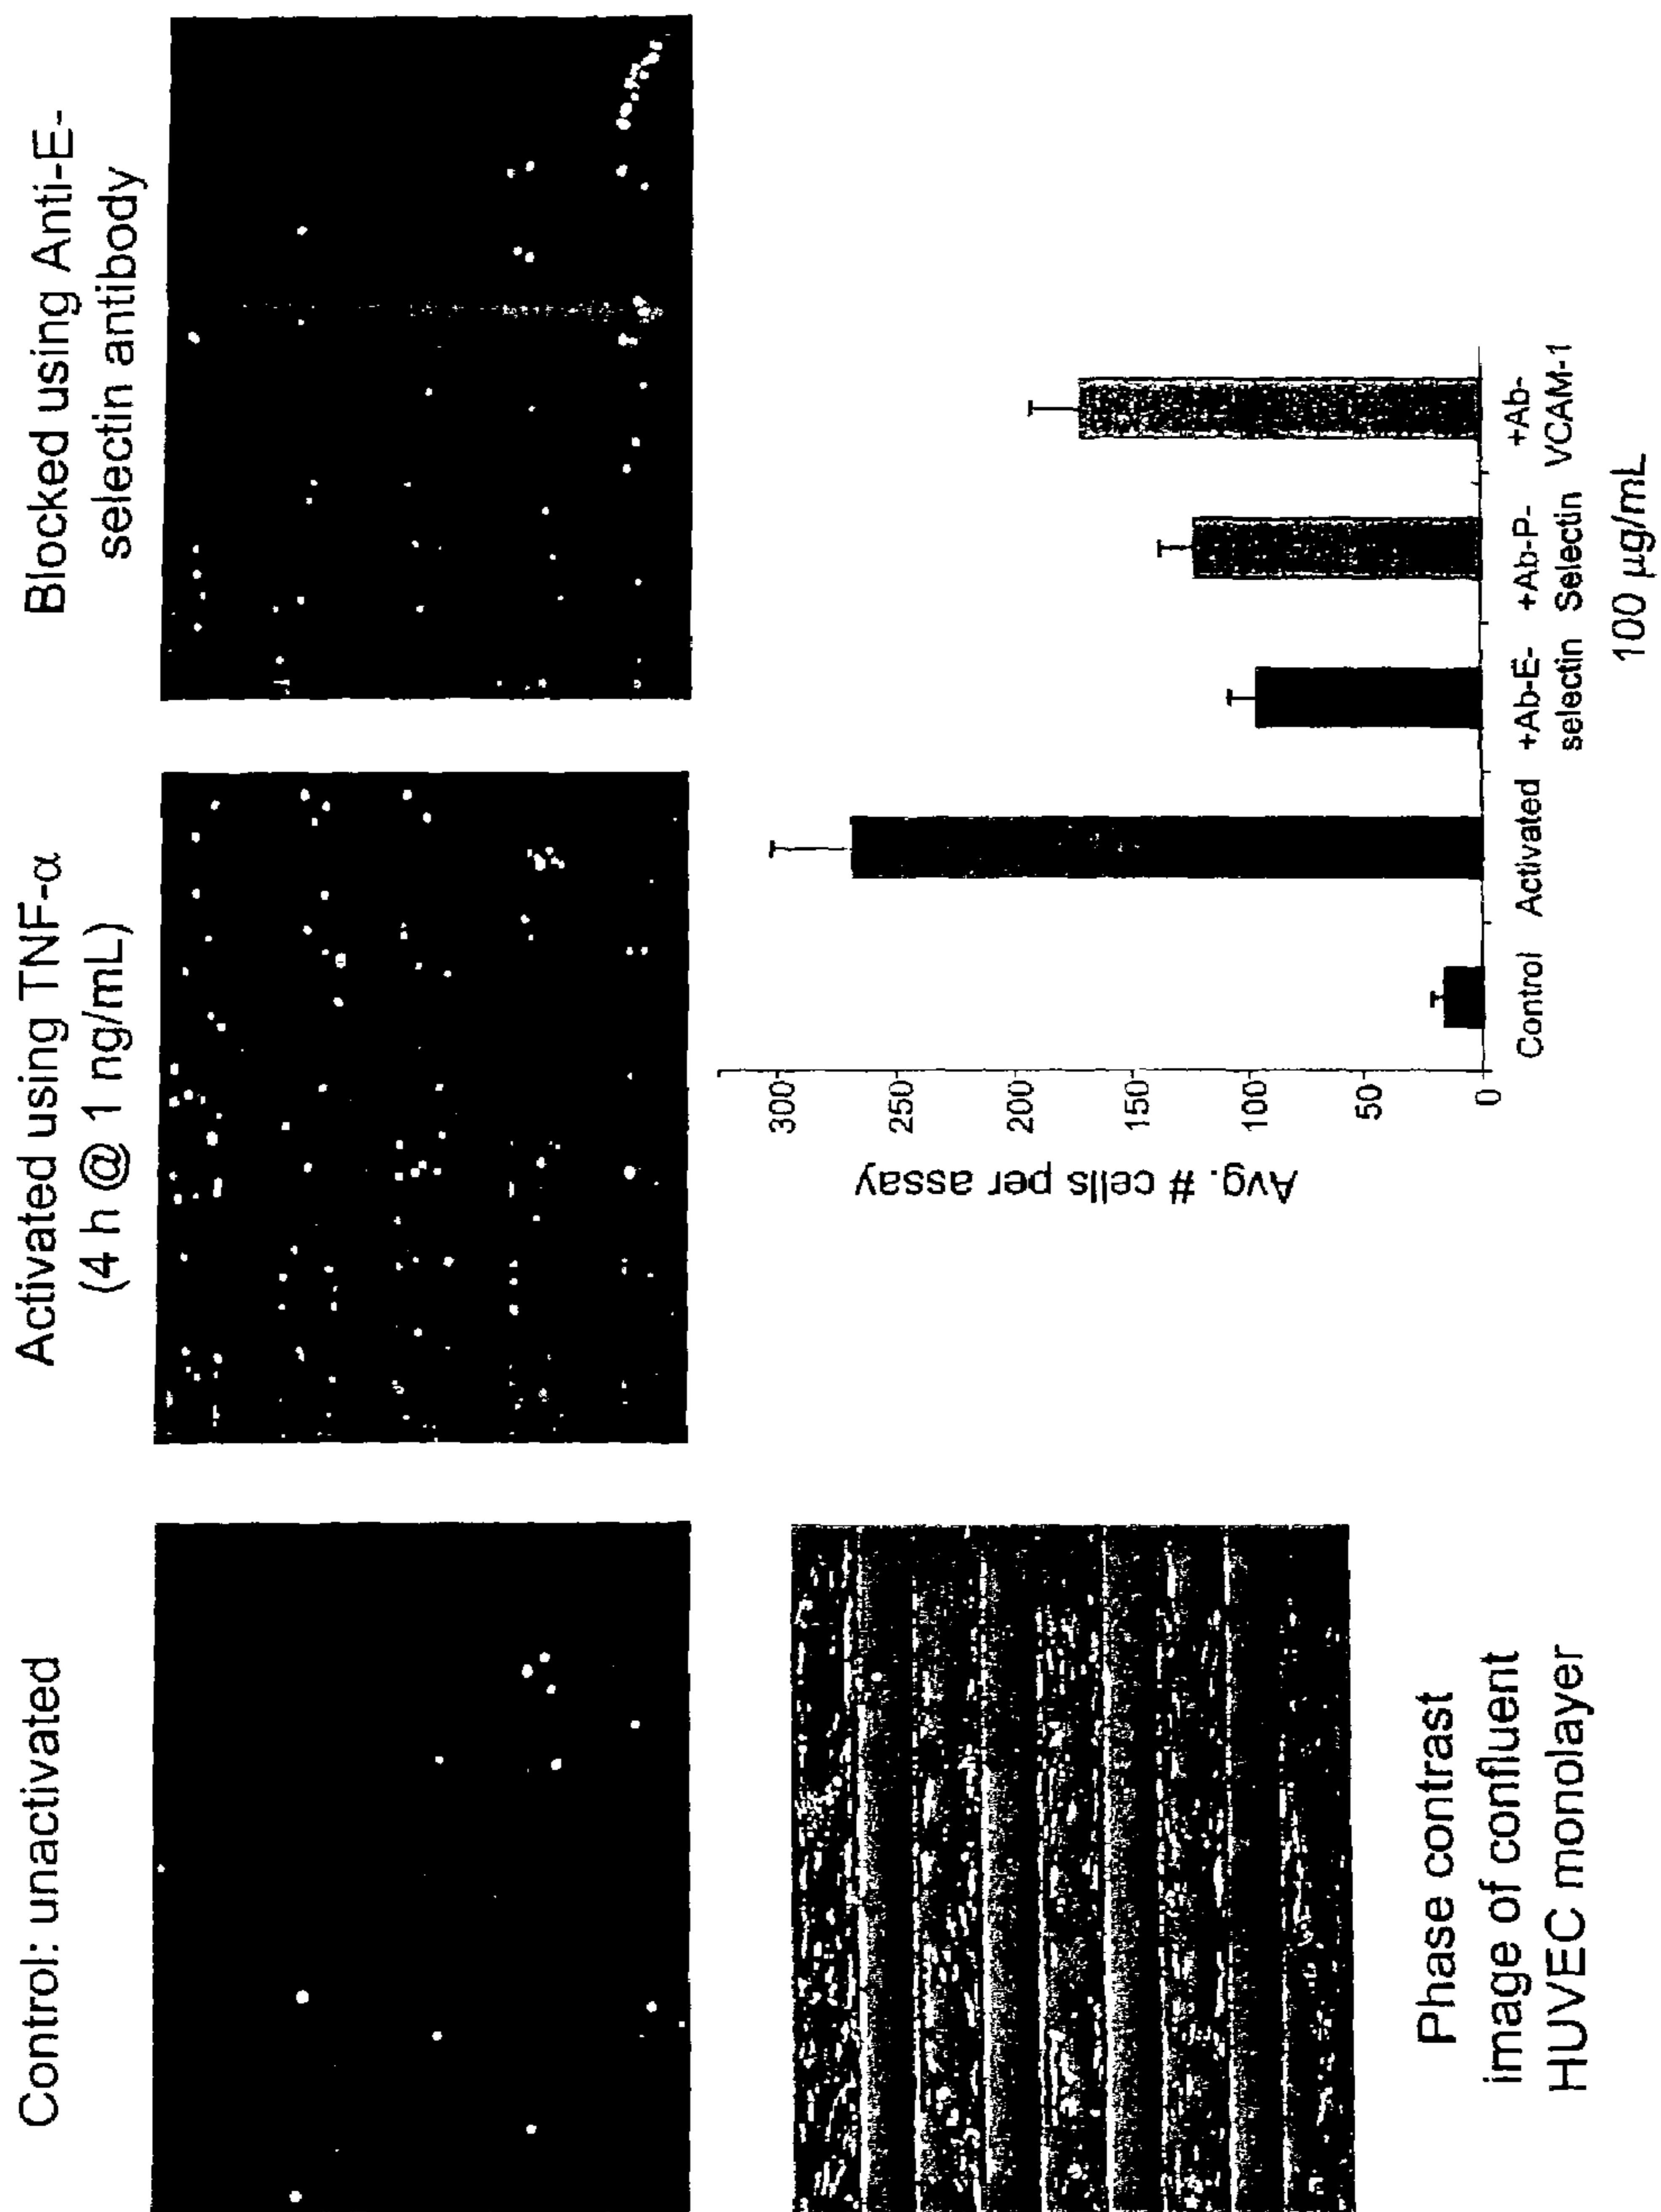 Control: unactivated
Activated using TNF-α
(4 h @ 1 ng/mL)
Blocked using Anti-E-
selectin antibody
Phase contrast
image of confluent
HUVEC monolayer
Avg. # cells per assay
300
250
200
150
100
50
0
Control Activated +Ab-E- +Ab-P- +Ab-
selectin Selectin VCAM-1
100 µg/mL